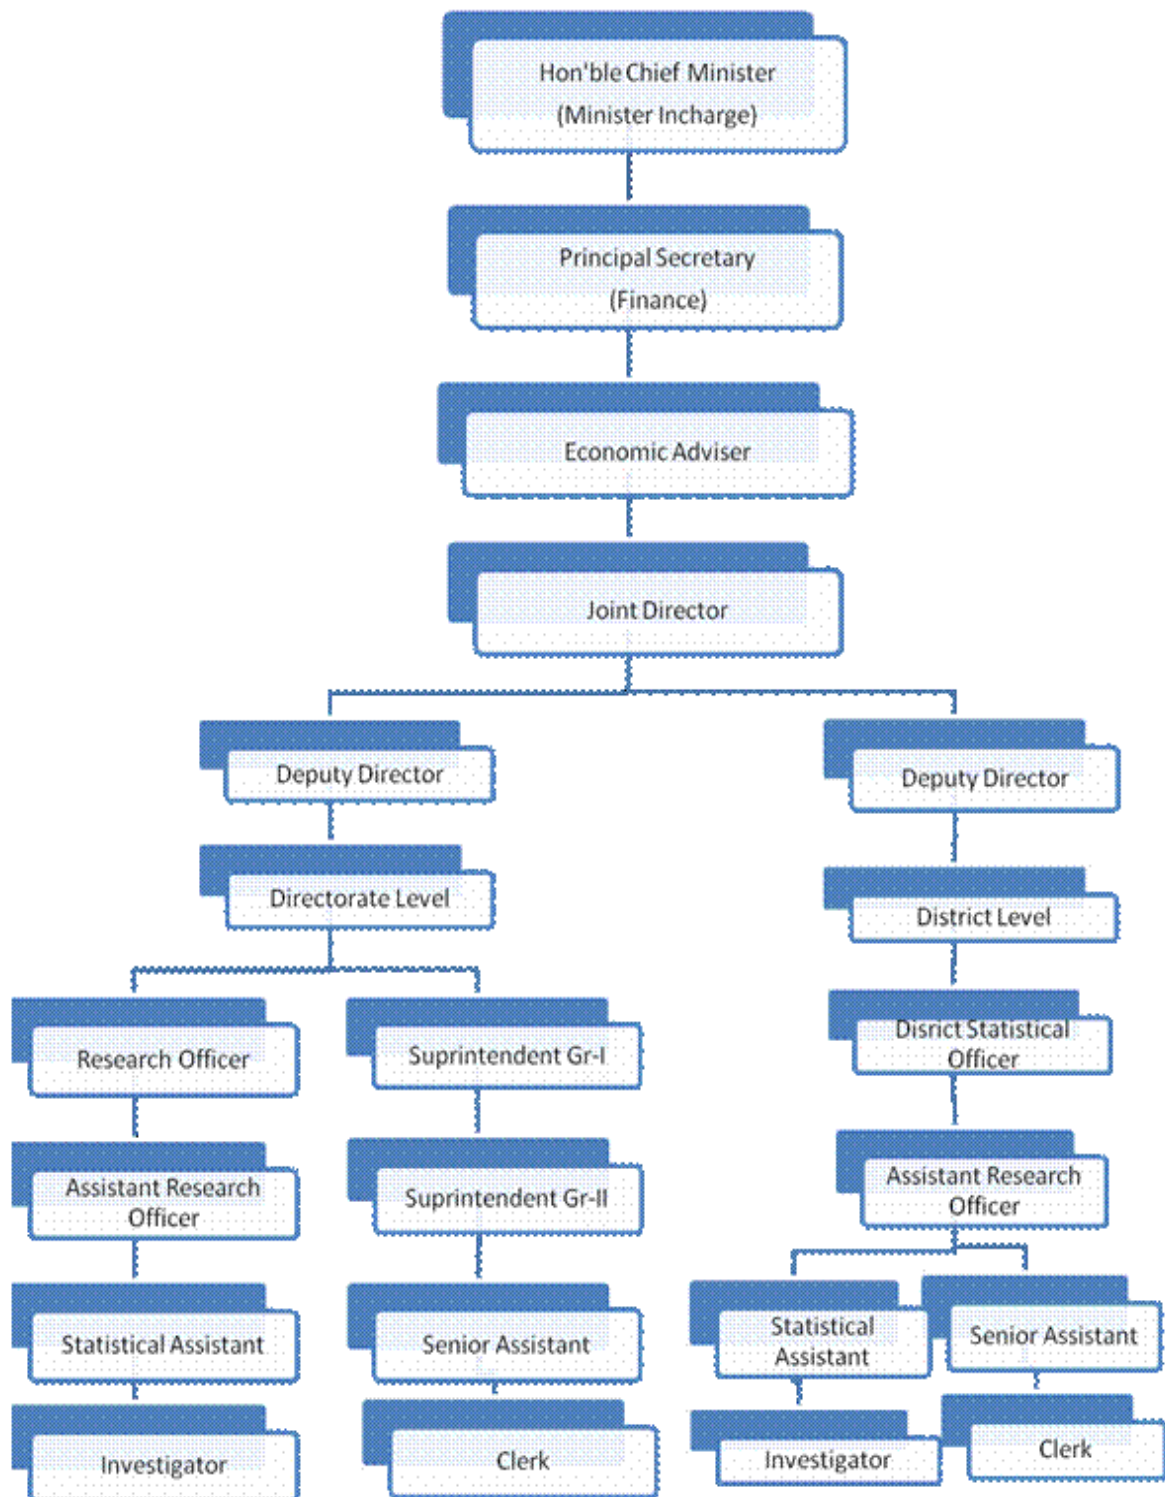 Hon'ble Chief Minister
(Minister Incharge)
Principal Secretary
(Finance)
Economic Adviser
Joint Director
Deputy Director
Deputy Director
Directorate Level
District Level
Research Officer
Suprintendent Gr-I
Disrict Statistical
Officer
Assistant Research
Officer
Suprintendent Gr-II
Assistant Research
Officer
Statistical Assistant
Senior Assistant
Statistical
Assistant
Senior Assistant
Investigator
Clerk
Investigator
Clerk